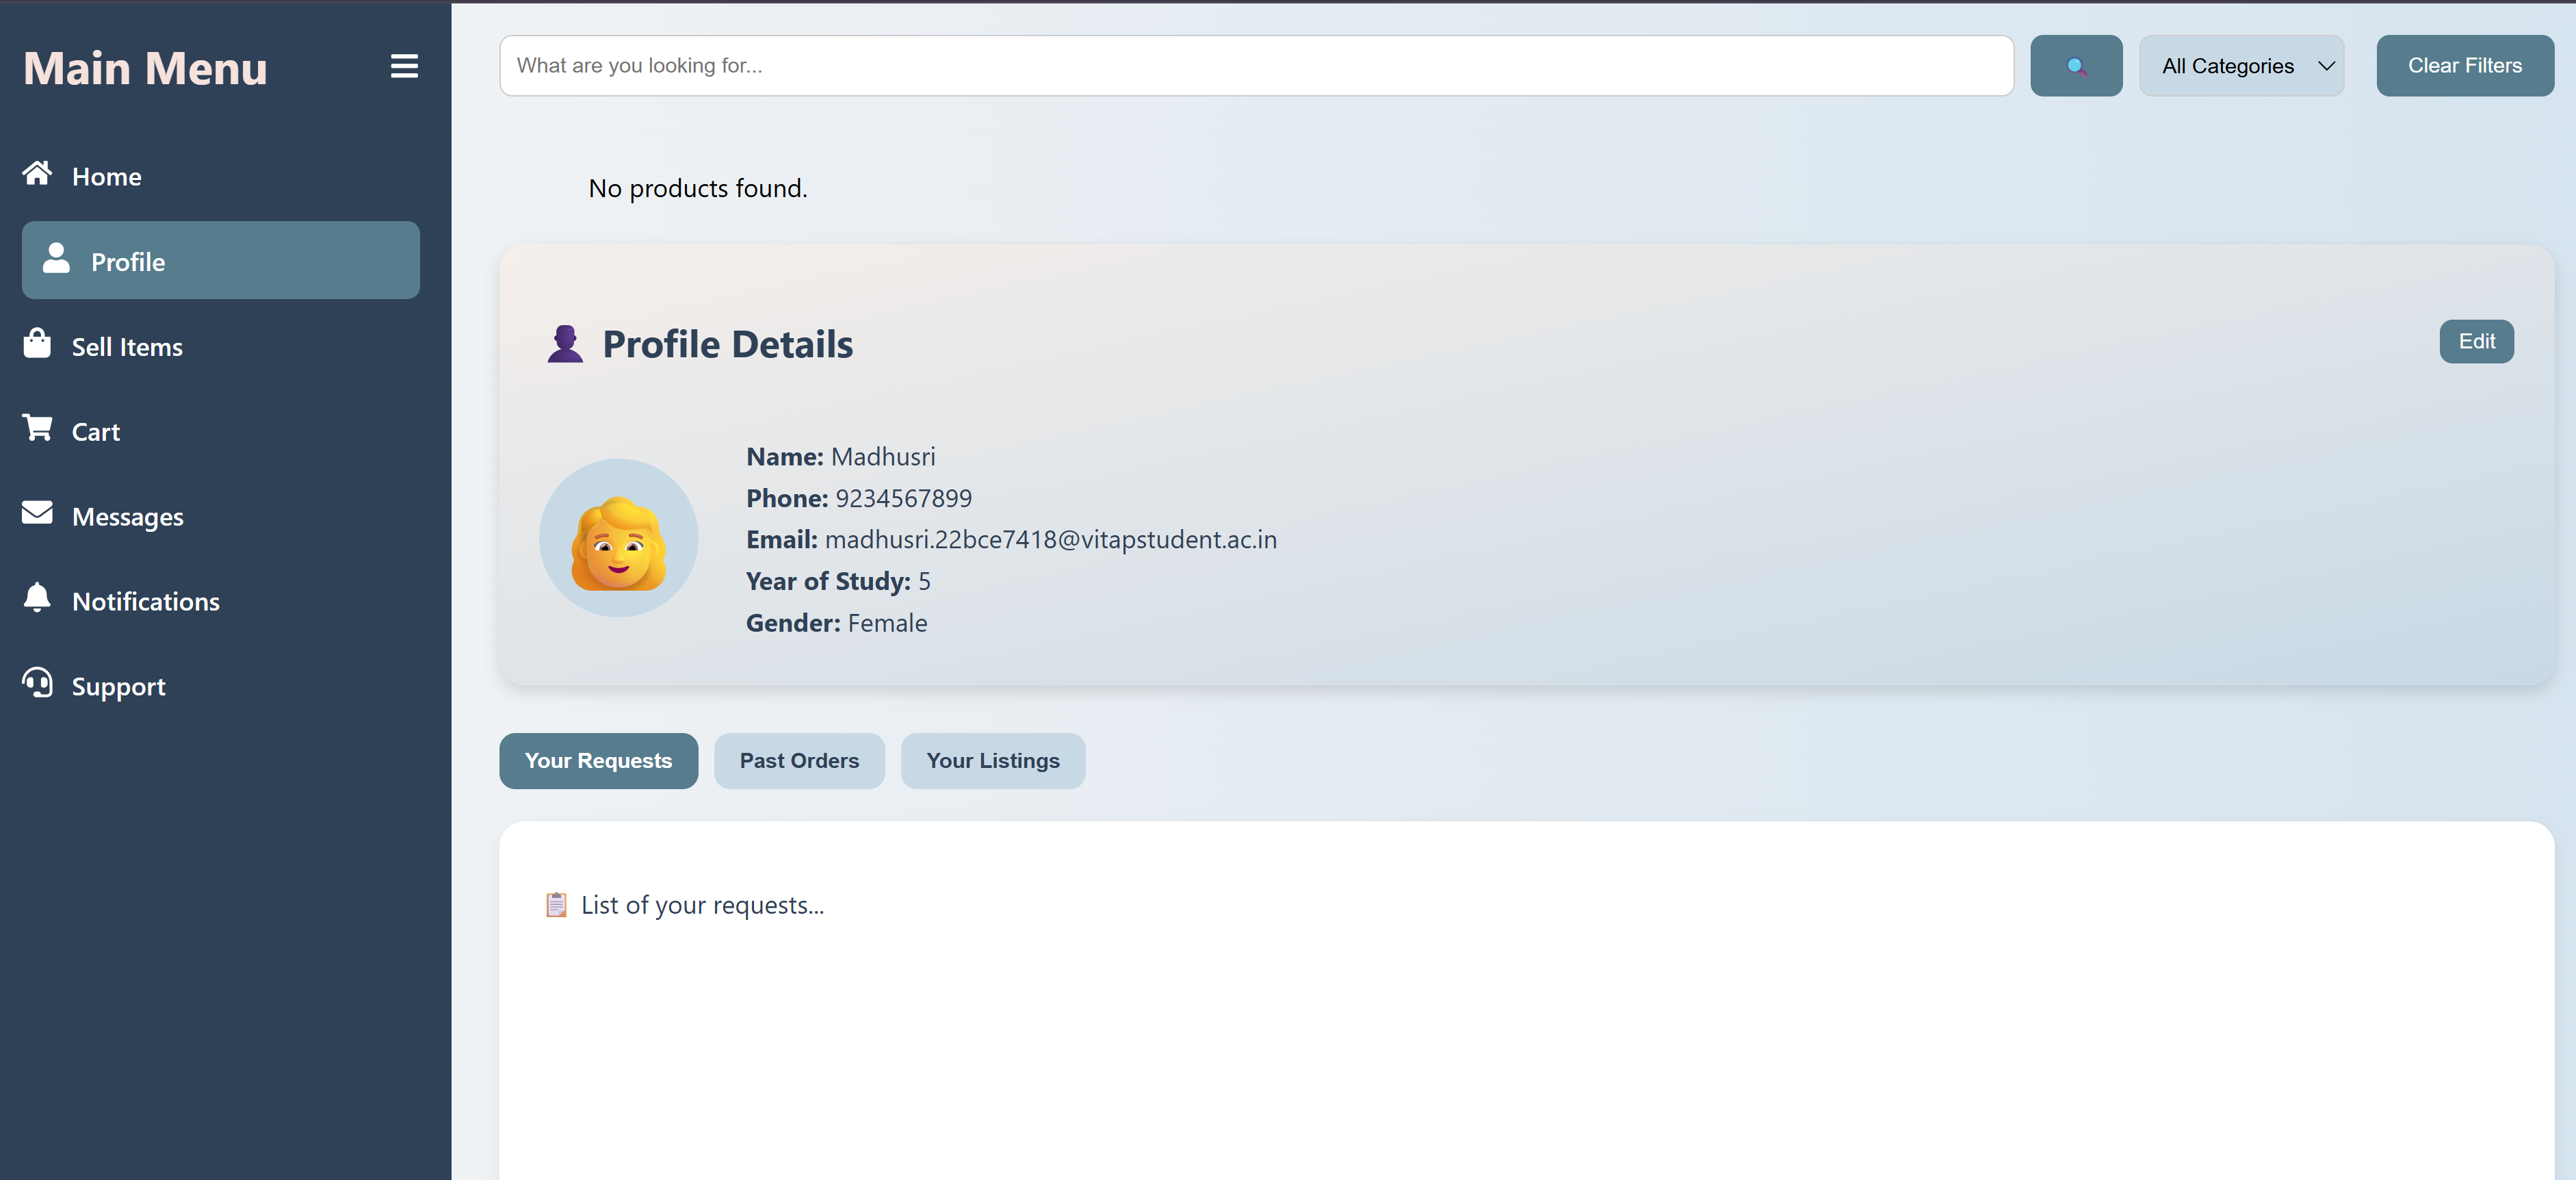 Main Menu
Home
Profile
Sell Items
Cart
Messages
Notifications
Support
What are you looking for...
All Categories
Clear Filters
No products found.
Profile Details
Edit
Name: Madhusri
Phone: 9234567899
Email: madhusri.22bce7418@vitapstudent.ac.in
Year of Study: 5
Gender: Female
Your Requests
Past Orders
Your Listings
List of your requests...